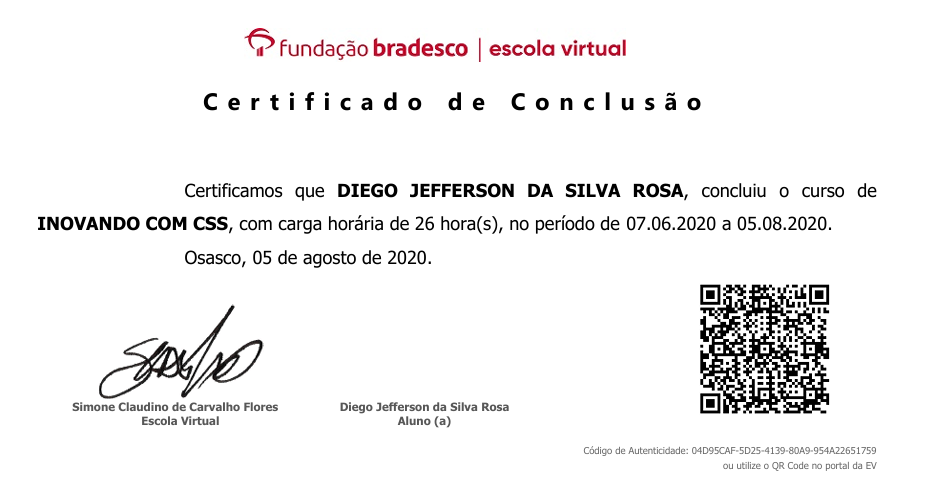 fundação bradesco | escola virtual
Certificado de Conclusão
Certificamos que DIEGO JEFFERSON DA SILVA ROSA, concluiu o curso de
INOVANDO COM CSS, com carga horária de 26 hora(s), no período de 07.06.2020 a 05.08.2020.
Osasco, 05 de agosto de 2020.
Simone Claudino de Carvalho Flores
Escola Virtual
Diego Jefferson da Silva Rosa
Aluno (a)
Código de Autenticidade: 04D95CAF-5D25-4139-80A9-954A22651759
ou utilize o QR Code no portal da EV